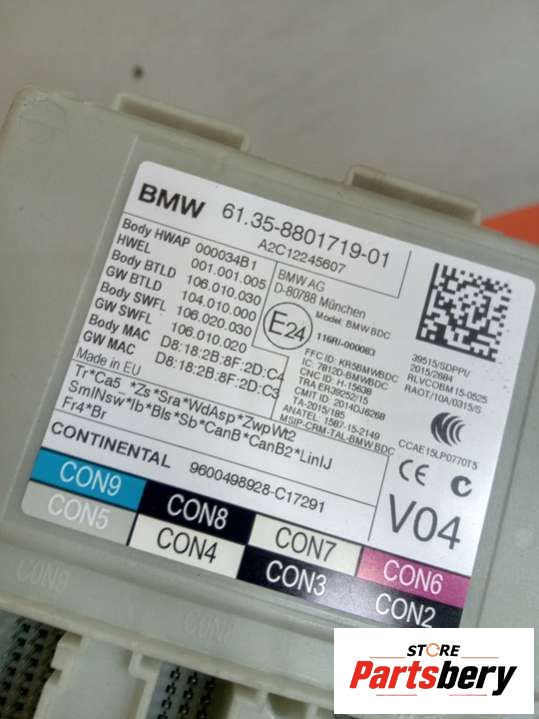 BMW 61.35-8801719-01
A2C12245607
Body HWAP 000034B1
HWEL 001.001.005
Body BTLD 106.010.030
GW BTLD 104.010.000
Body SWFL 106.020.030
GW SWFL 106.010.020
Body MAC D8:18:2B:8F:2D:C4
GW MAC D8:18:2B:8F:2D:C3
Made in EU
BMW AG
D-80788 München
Model: BMW BDC
E24
116RI-000063
FCC ID: KR5BMWBDC
IC: 7812D-BMWBDC
CNC ID: H-15638
TRA ER39252/15
CMIT ID: 2014DJ6268
TA-2015/185
ANATEL: 1587-15-2149
MSIP-CRM-TAL-BMW BDC
39515/SDPPI/
2015/2684
RLVCOBM15-0525
RAOT/10A/0315/S
CCC
CCAE15LP0770T5
CE
V04
Tr*Ca5_*Zs*Sra*WdAsp*ZwpWt2
SmlNsw*Ib*Bls*Sb*CanB*CanB2*LinIJ
Fr4*Br
CONTINENTAL 9600498928-C17291
CON9 CON8 CON7 CON6
CON5 CON4 CON3 CON2
CON9
STORE
Partsbery